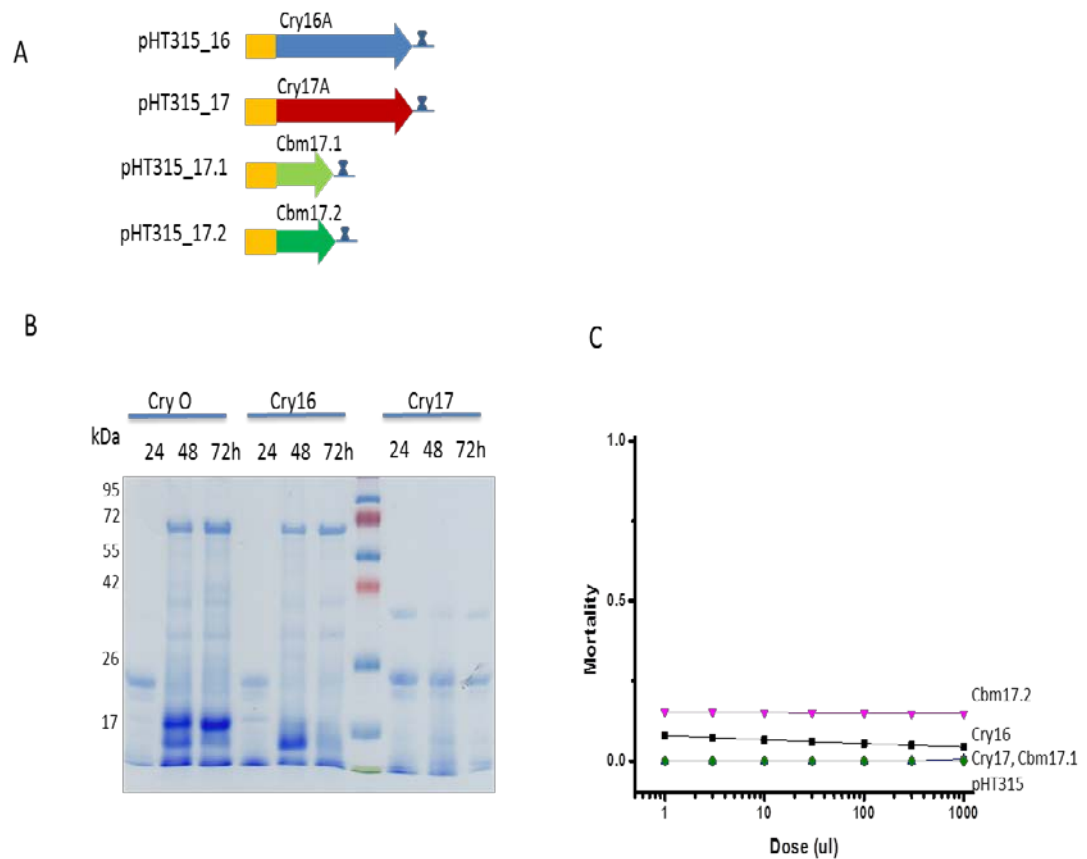 A
pHT315_16
Cry16A
pHT315_17
Cry17A
pHT315_17.1
Cbm17.1
pHT315_17.2
Cbm17.2
B
Cry O Cry16 Cry17
kDa 24 48 72h 24 48 72h 24 48 72h
95
72
55
42
26
17
C
Mortality
1.0
0.5
0.0
Cbm17.2
Cry16
Cry17, Cbm17.1
pHT315
1 10 100 1000
Dose (ul)